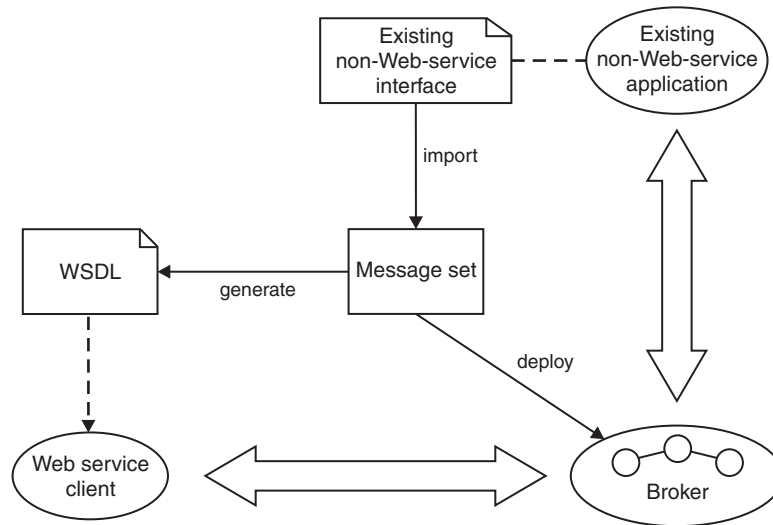 Existing
non-Web-service
interface
Existing
non-Web-service
application
import
WSDL
generate
Message set
deploy
Web service
client
Broker